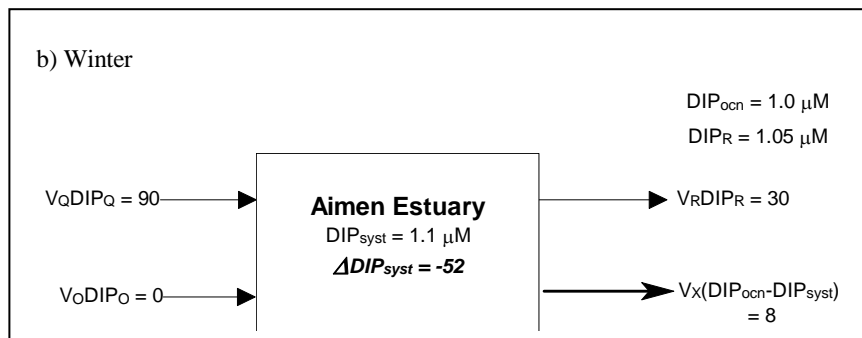 b) Winter
DIPocn = 1.0 μM
DIPR = 1.05 μM
VQDIPQ = 90
Aimen Estuary
VRDIPR = 30
DIPsyst = 1.1 μM
ΔDIPsyst = -52
VODIPO = 0
VX(DIPocn-DIPsyst)
= 8